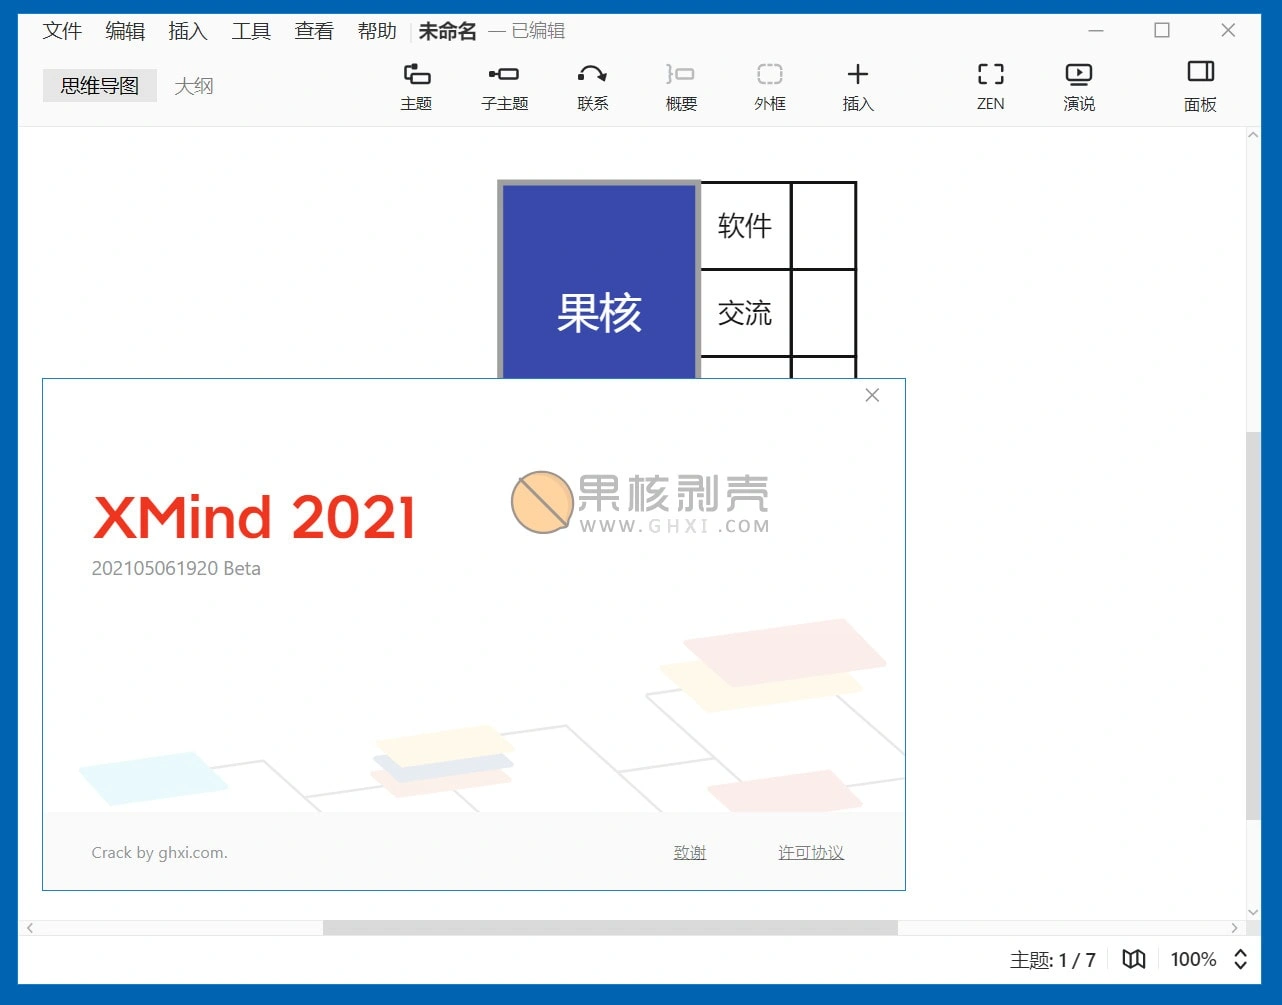 文件 编辑 插入 工具 查看 帮助 未命名 — 已编辑
思维导图 大纲
主题 子主题 联系 概要 外框 插入 ZEN 演说 面板
软件
交流
果核
XMind 2021
202105061920 Beta
果核剥壳
WWW.GHXI.COM
Crack by ghxi.com.
致谢 许可协议
主题: 1 / 7 100%